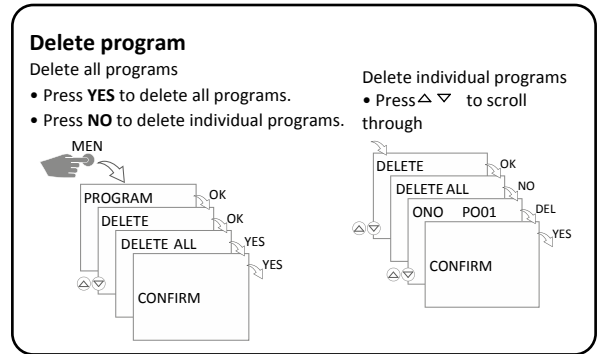 Delete program
Delete all programs
• Press YES to delete all programs.
• Press NO to delete individual programs.
MEN
PROGRAM OK
DELETE OK
DELETE ALL YES
YES
CONFIRM
Delete individual programs
• Press △ ▽ to scroll
through
DELETE OK
DELETE ALL NO
ONO PO01 DEL
YES
CONFIRM